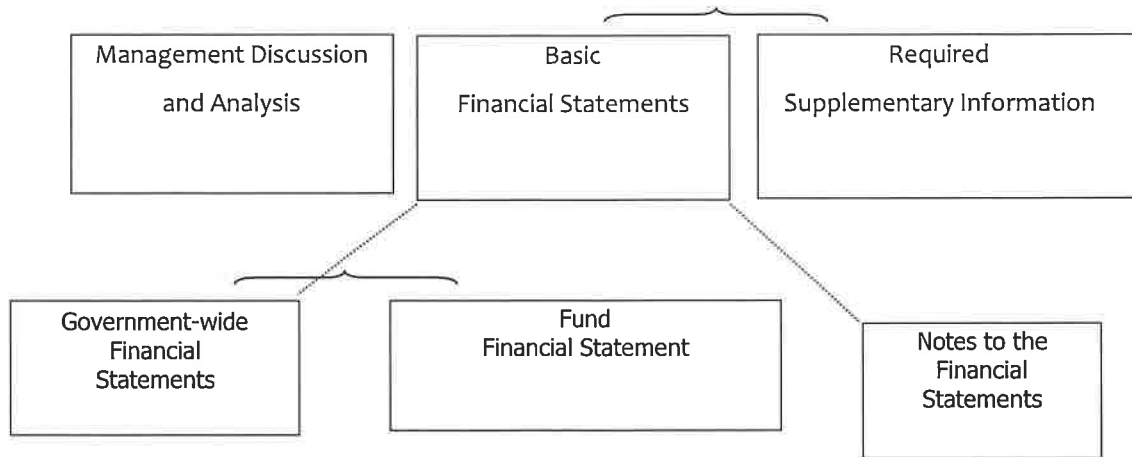 Management Discussion
and Analysis
Basic
Financial Statements
Required
Supplementary Information
Government-wide
Financial
Statements
Fund
Financial Statement
Notes to the
Financial
Statements